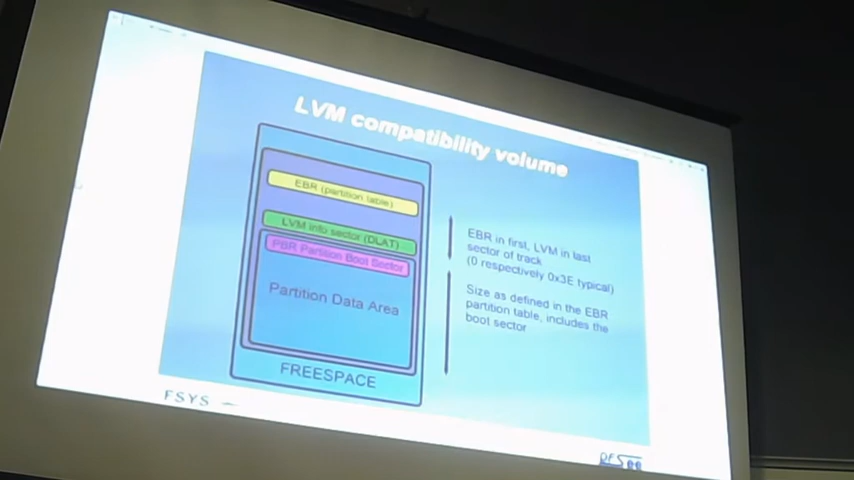 LVM compatibility volume
EBR (partition table)
LVM info sector (DLAT)
PBR Partition Boot Sector
Partition Data Area
FREESPACE
EBR in first, LVM in last
sector of track
(0 respectively 0x3E typical)
Size as defined in the EBR
partition table, includes the
boot sector
FSYS